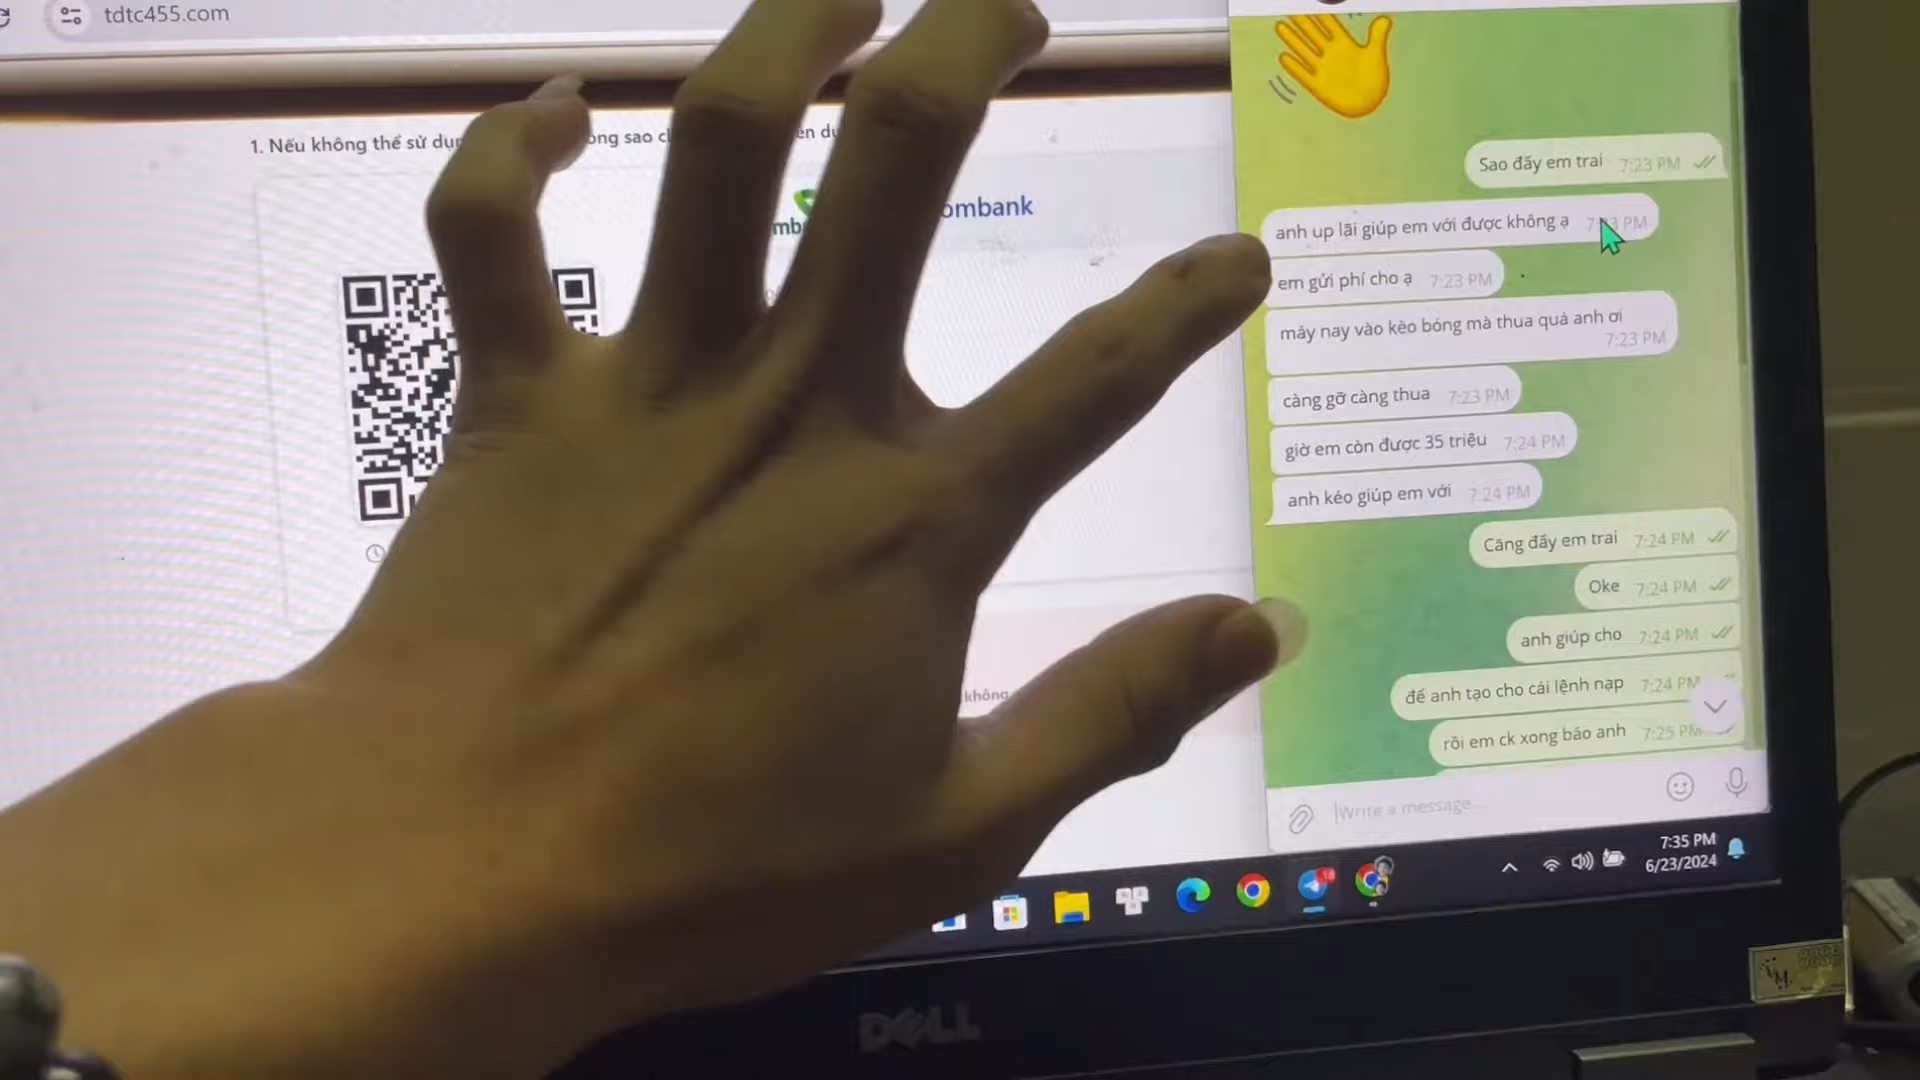 tdtc455.com
1. Nếu không thể sử dụng
ông sao
ombank
Sao đấy em trai 7:23 PM
anh up lãi giúp em với được không ạ
em gửi phí cho ạ 7:23 PM
máy nay vào kèo bóng mà thua quá anh ơi
7:23 PM
càng gỡ càng thua 7:23 PM
giờ em còn được 35 triệu 7:24 PM
anh kéo giúp em với 7:24 PM
Căng đấy em trai 7:24 PM
Oke 7:24 PM
anh giúp cho 7:24 PM
không
để anh tạo cho cái lệnh nạp 7:24 PM
rồi em ck xong báo anh 7:25 PM
Write a message...
7:35 PM
6/23/2024
18
DELL